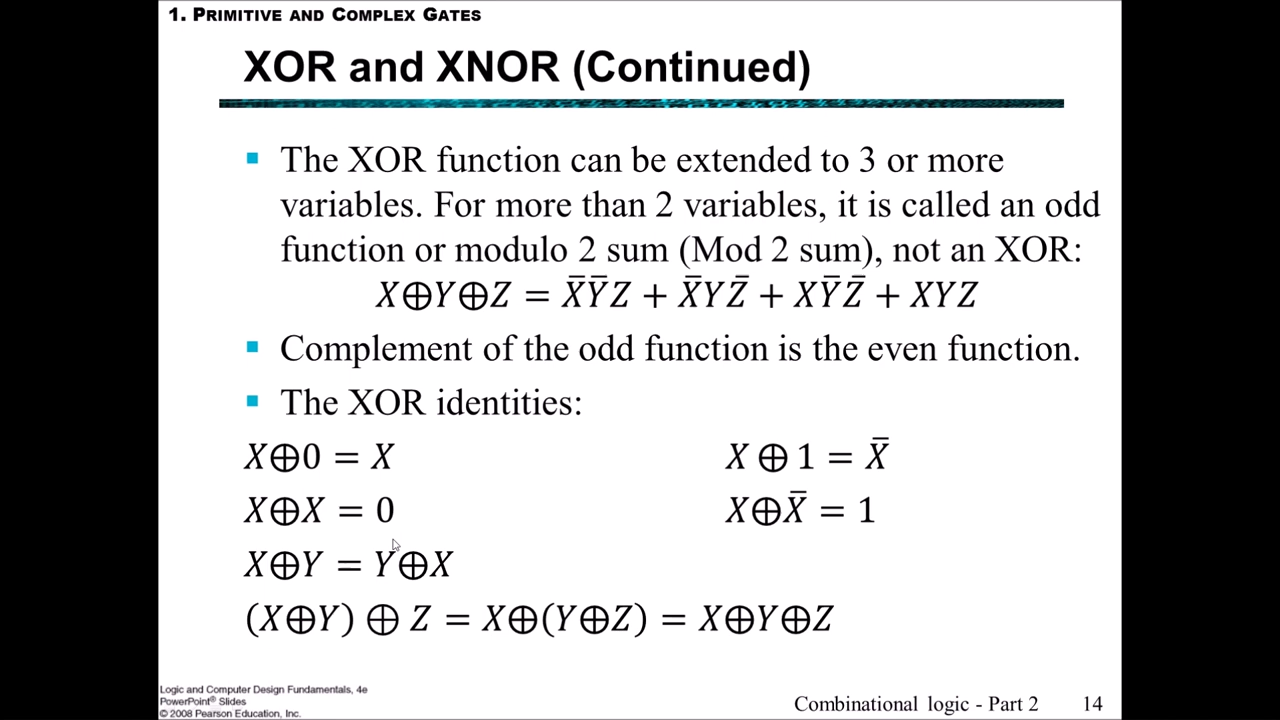 1. PRIMITIVE AND COMPLEX GATES
XOR and XNOR (Continued)
▪ The XOR function can be extended to 3 or more
variables. For more than 2 variables, it is called an odd
function or modulo 2 sum (Mod 2 sum), not an XOR:
X⊕Y⊕Z = X̅Y̅Z + X̅YZ̅ + XY̅Z̅ + XYZ
▪ Complement of the odd function is the even function.
▪ The XOR identities:
X⊕0 = X X ⊕ 1 = X̅
X⊕X = 0 X⊕X̅ = 1
X⊕Y = Y⊕X
(X⊕Y) ⊕ Z = X⊕(Y⊕Z) = X⊕Y⊕Z
Logic and Computer Design Fundamentals, 4e
PowerPoint® Slides
© 2008 Pearson Education, Inc.
Combinational logic - Part 2 14